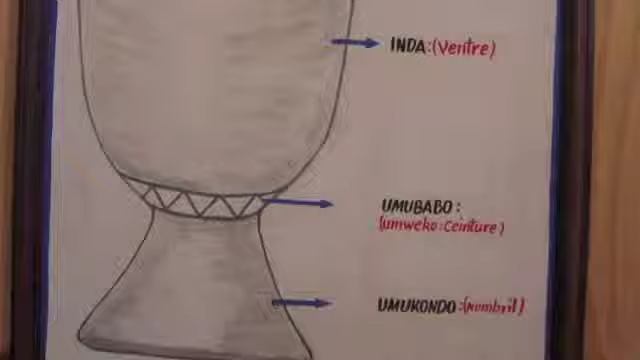 INDA:(Ventre)
UMUBABO:
(umweko:Ceinture)
UMUKONDO:(nombril)